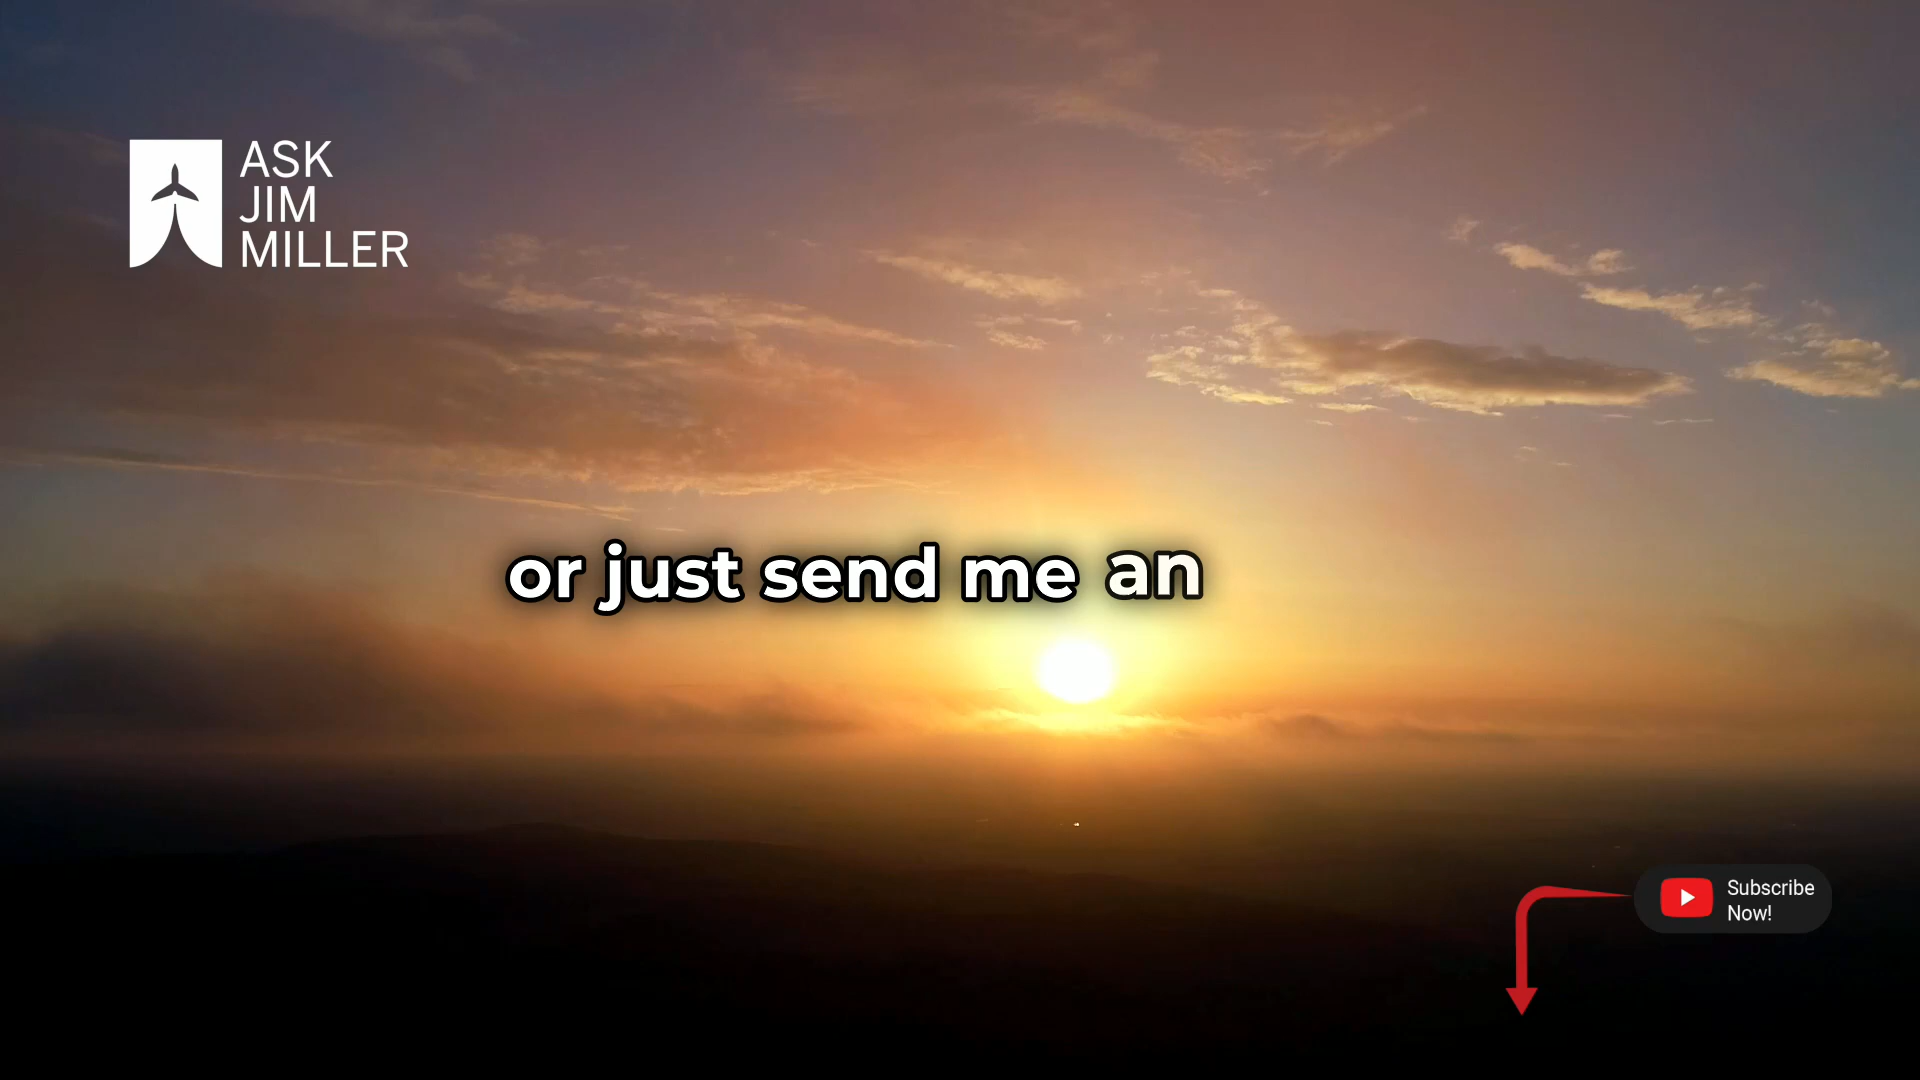 ASK
JIM
MILLER
or just send me an
Subscribe
Now!